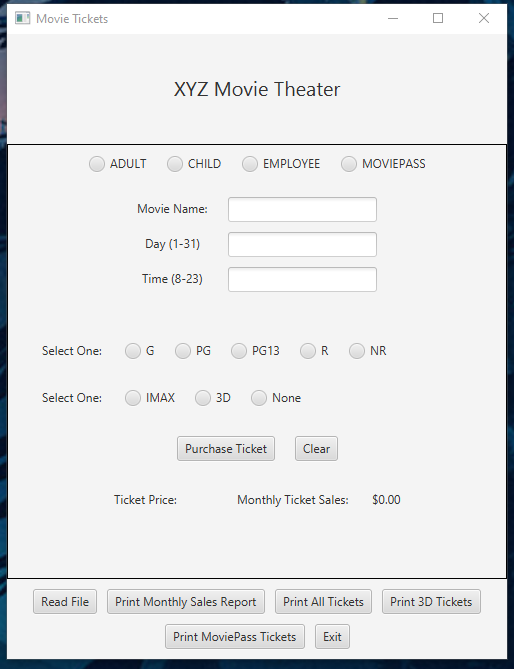 Movie Tickets
XYZ Movie Theater
ADULT CHILD EMPLOYEE MOVIEPASS
Movie Name:
Day (1-31)
Time (8-23)
Select One: G PG PG13 R NR
Select One: IMAX 3D None
Purchase Ticket Clear
Ticket Price: Monthly Ticket Sales: $0.00
Read File Print Monthly Sales Report Print All Tickets Print 3D Tickets
Print MoviePass Tickets Exit